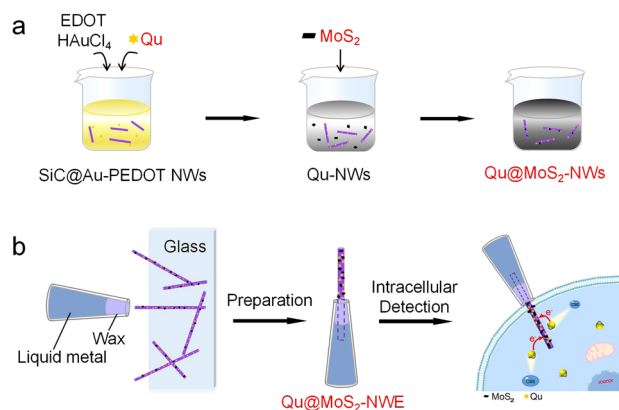 a
EDOT
HAuCl₄
Qu
MoS₂
SiC@Au-PEDOT NWs
Qu-NWs
Qu@MoS₂-NWs
b
Glass
Liquid metal
Wax
Preparation
Qu@MoS₂-NWE
Intracellular
Detection
e⁻
e⁻
MoS₂
Qu